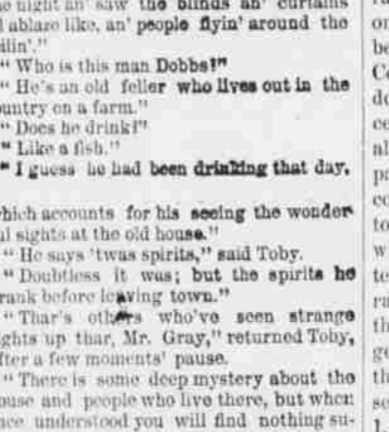 night an' saw the blinds an' curtains
ablaze like, an' people flyin' around the
ilin'."
"Who is this man Dobbs?"
"He's an old feller who lives out in the
ountry on a farm."
"Does he drink?"
"Like a fish."
"I guess he had been drinking that day,
hich accounts for his seeing the wonder-
ul sights at the old house."
"He says 'twas spirits," said Toby.
"Doubtless it was; but the spirits he
rank before leaving town."
"Thar's others who've seen strange
ights up thar, Mr. Gray," returned Toby,
fter a few moments' pause.
"There is some deep mystery about the
ouse and people who live there, but when
nce understood you will find nothing su-